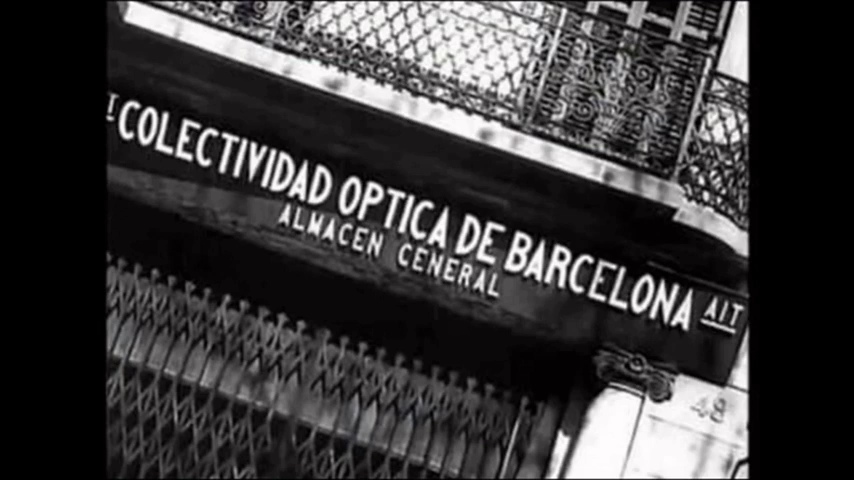 COLECTIVIDAD OPTICA DE BARCELONA AIT
ALMACEN GENERAL
48